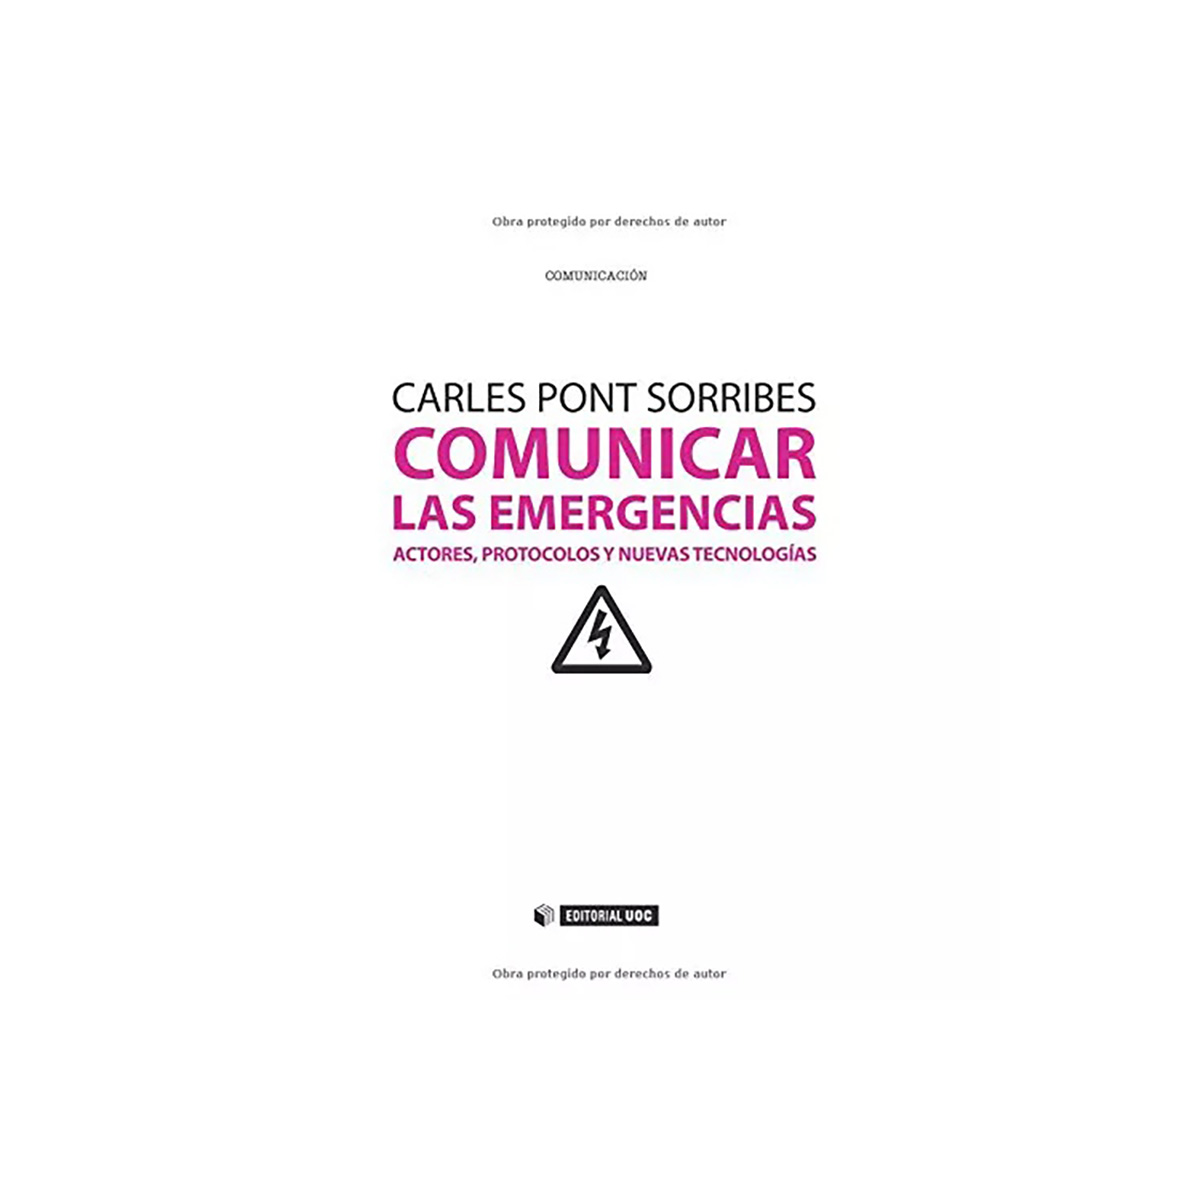 Obra protegido por derechos de autor
COMUNICACIÓN
CARLES PONT SORRIBES
COMUNICAR
LAS EMERGENCIAS
ACTORES, PROTOCOLOS Y NUEVAS TECNOLOGÍAS
EDITORIAL UOC
Obra protegido por derechos de autor